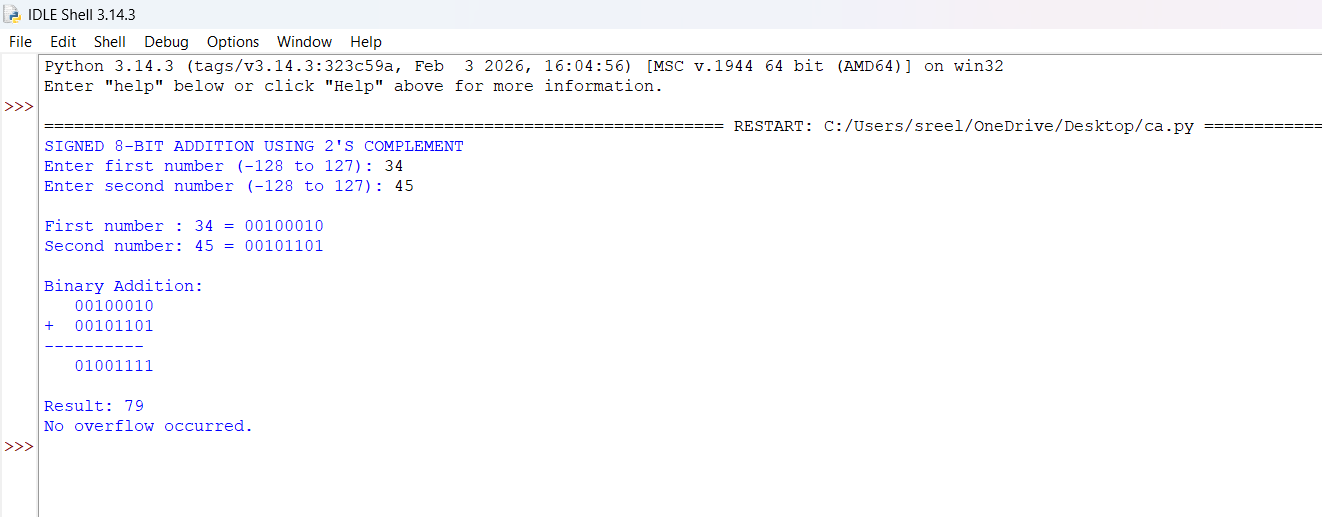 IDLE Shell 3.14.3
File Edit Shell Debug Options Window Help
Python 3.14.3 (tags/v3.14.3:323c59a, Feb  3 2026, 16:04:56) [MSC v.1944 64 bit (AMD64)] on win32
Enter "help" below or click "Help" above for more information.
>>>
==================================================================== RESTART: C:/Users/sreel/OneDrive/Desktop/ca.py ============
SIGNED 8-BIT ADDITION USING 2'S COMPLEMENT
Enter first number (-128 to 127): 34
Enter second number (-128 to 127): 45
First number : 34 = 00100010
Second number: 45 = 00101101
Binary Addition:
   00100010
+  00101101
----------
   01001111
Result: 79
No overflow occurred.
>>>